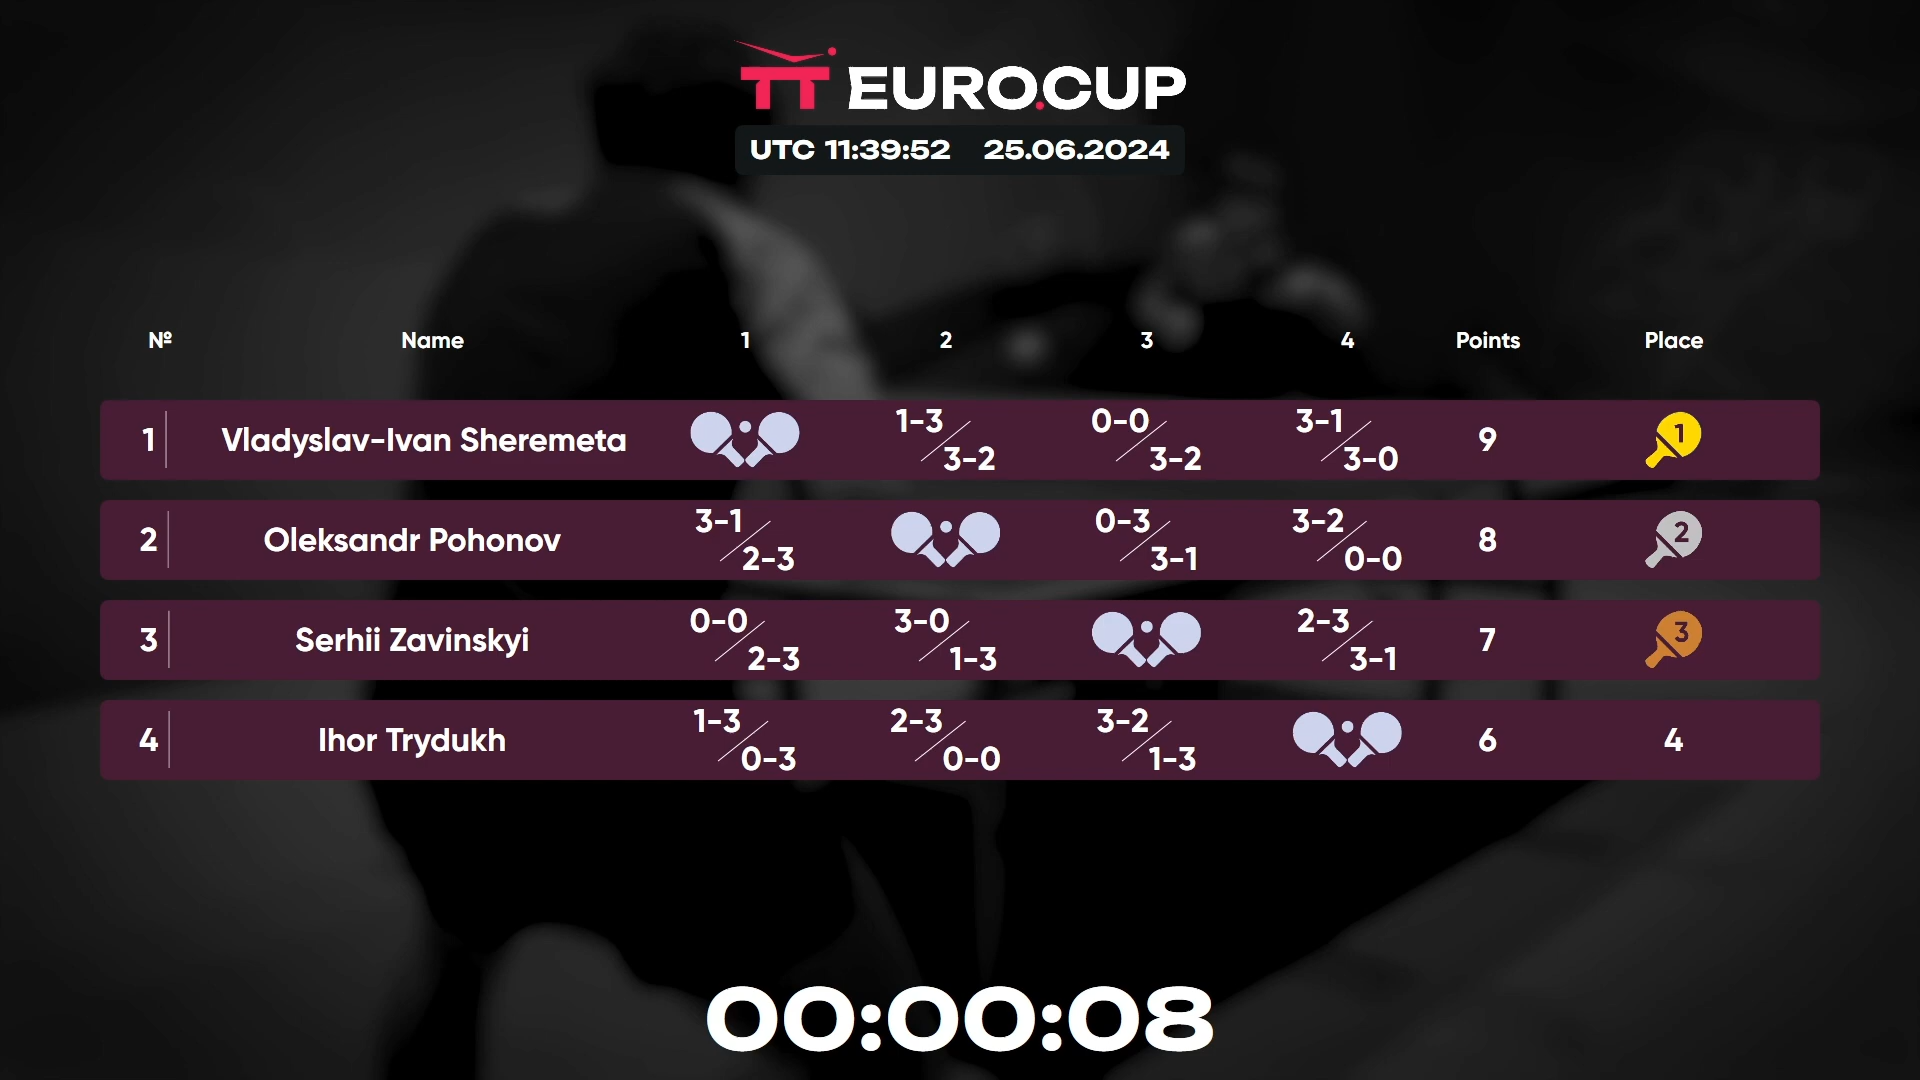 TT EURO.CUP
UTC 11:39:52 25.06.2024
№ Name 1 2 3 4 Points Place
1 Vladyslav-Ivan Sheremeta 1-3 3-2 0-0 3-2 3-1 3-0 9 1
2 Oleksandr Pohonov 3-1 2-3 0-3 3-1 3-2 0-0 8 2
3 Serhii Zavinskyi 0-0 2-3 3-0 1-3 2-3 3-1 7 3
4 Ihor Trydukh 1-3 0-3 2-3 0-0 3-2 1-3 6 4
00:00:08